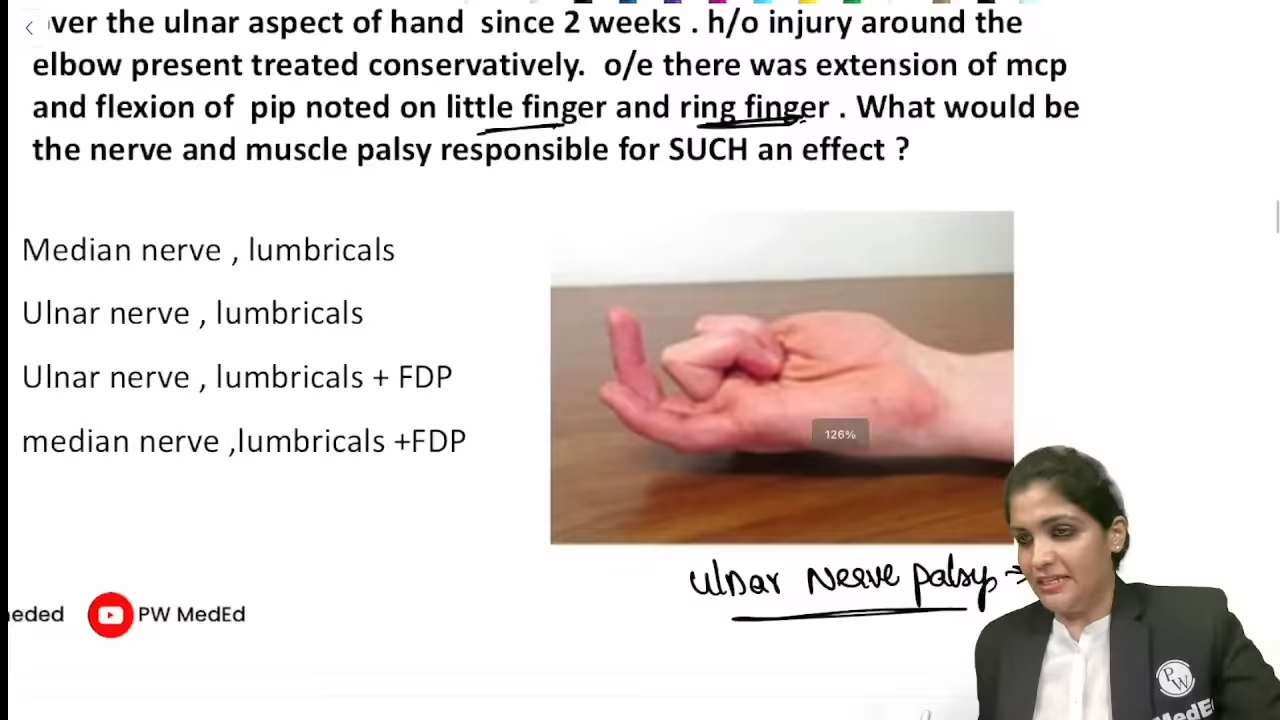 ver the ulnar aspect of hand since 2 weeks . h/o injury around the
elbow present treated conservatively. o/e there was extension of mcp
and flexion of pip noted on little finger and ring finger . What would be
the nerve and muscle palsy responsible for SUCH an effect ?
Median nerve , lumbricals
Ulnar nerve , lumbricals
Ulnar nerve , lumbricals + FDP
median nerve ,lumbricals +FDP
126%
ulnar Nerve palsy →
eded PW MedEd
PW
MedEd